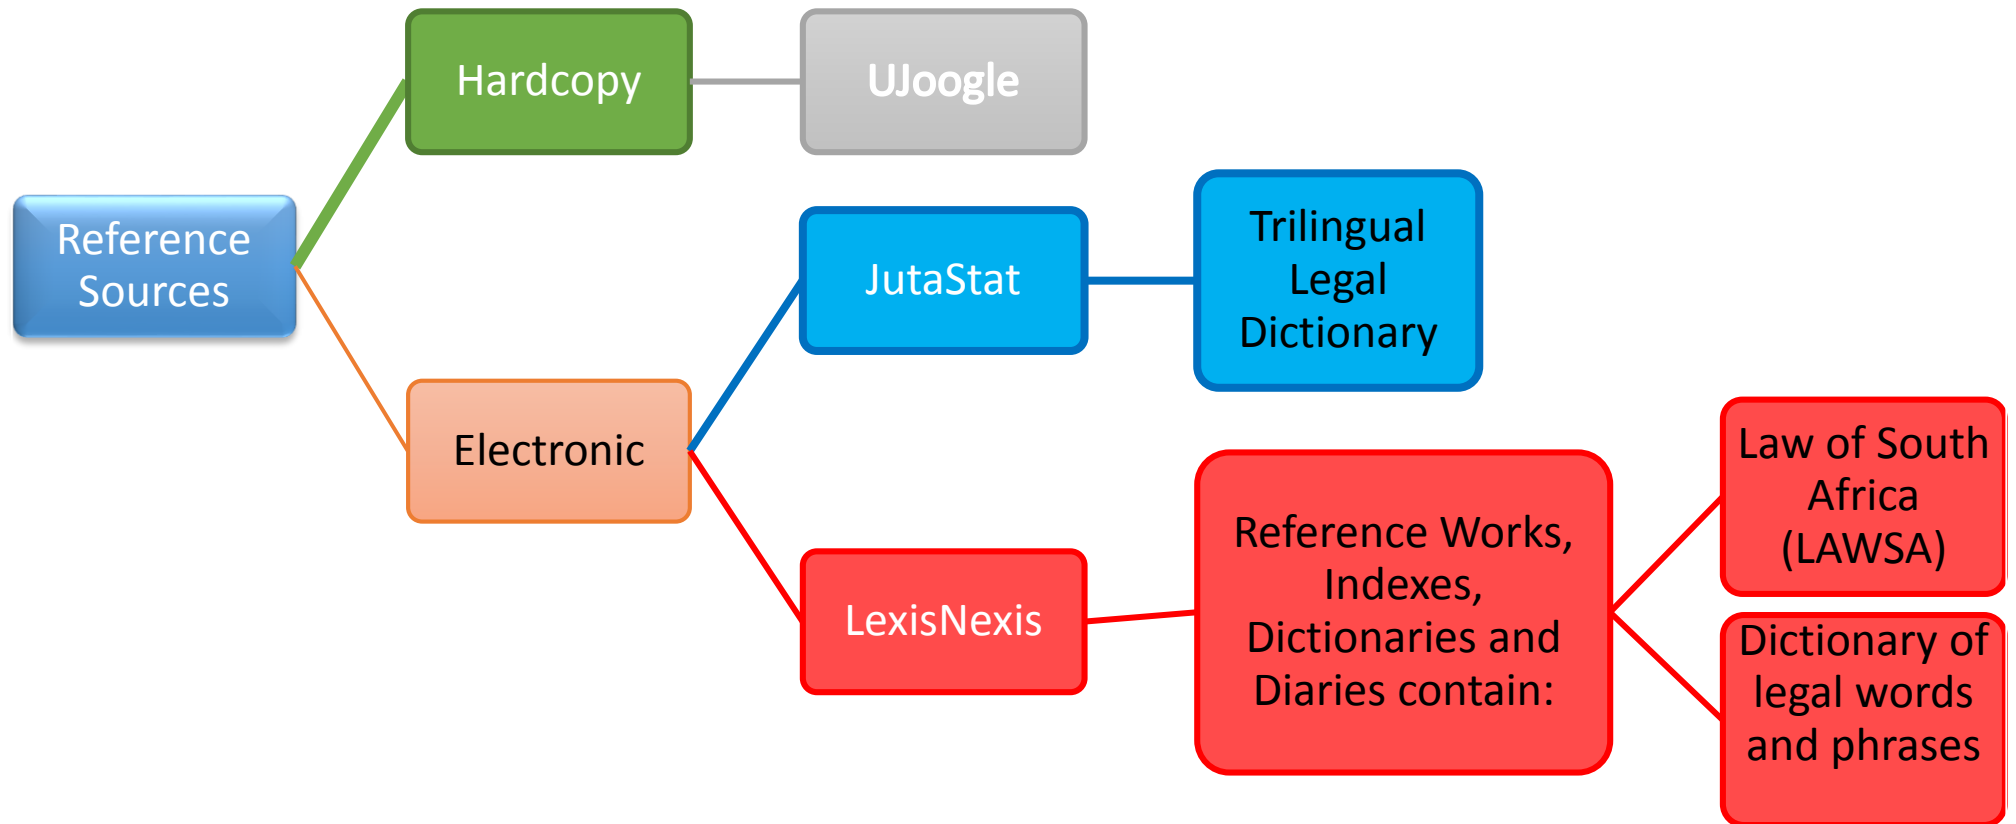 Hardcopy
UJoogle
Reference
Sources
JutaStat
Trilingual
Legal
Dictionary
Electronic
LexisNexis
Reference Works,
Indexes,
Dictionaries and
Diaries contain:
Law of South
Africa
(LAWSA)
Dictionary of
legal words
and phrases